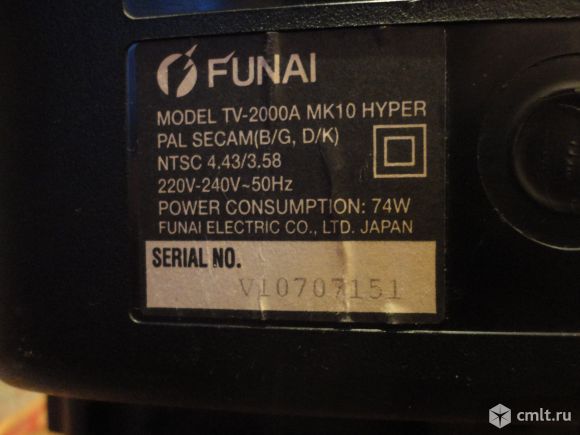 FUNAI
MODEL TV-2000A MK10 HYPER
PAL SECAM(B/G, D/K)
NTSC 4.43/3.58
220V-240V~50Hz
POWER CONSUMPTION: 74W
FUNAI ELECTRIC CO., LTD. JAPAN
SERIAL NO.
V10707151
cmlt.ru